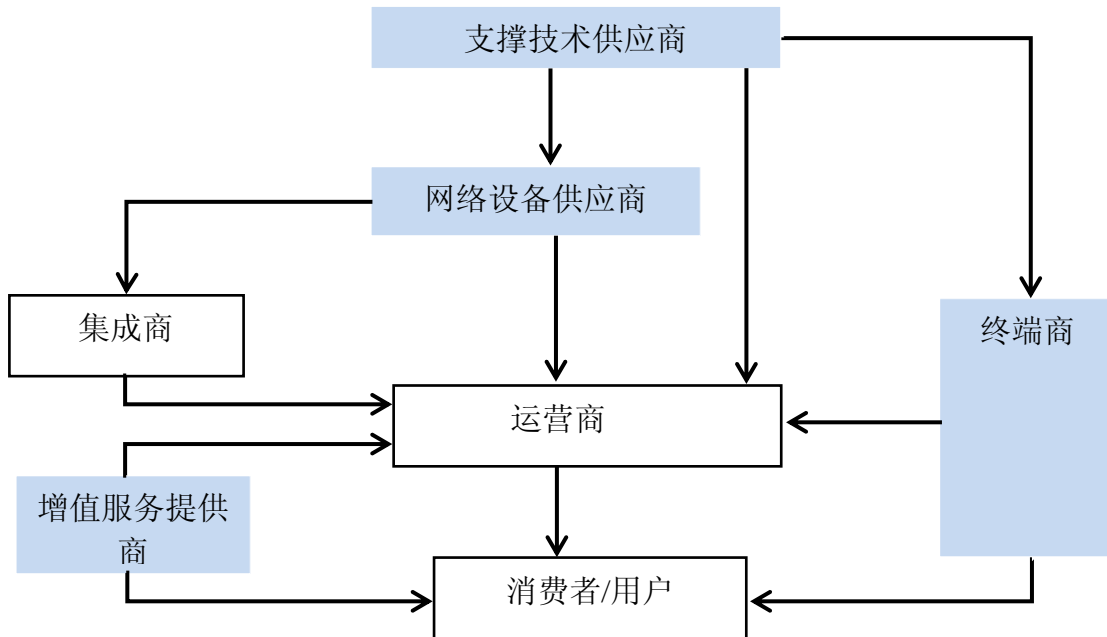 支撑技术供应商
网络设备供应商
集成商
终端商
运营商
增值服务提供
商
消费者/用户